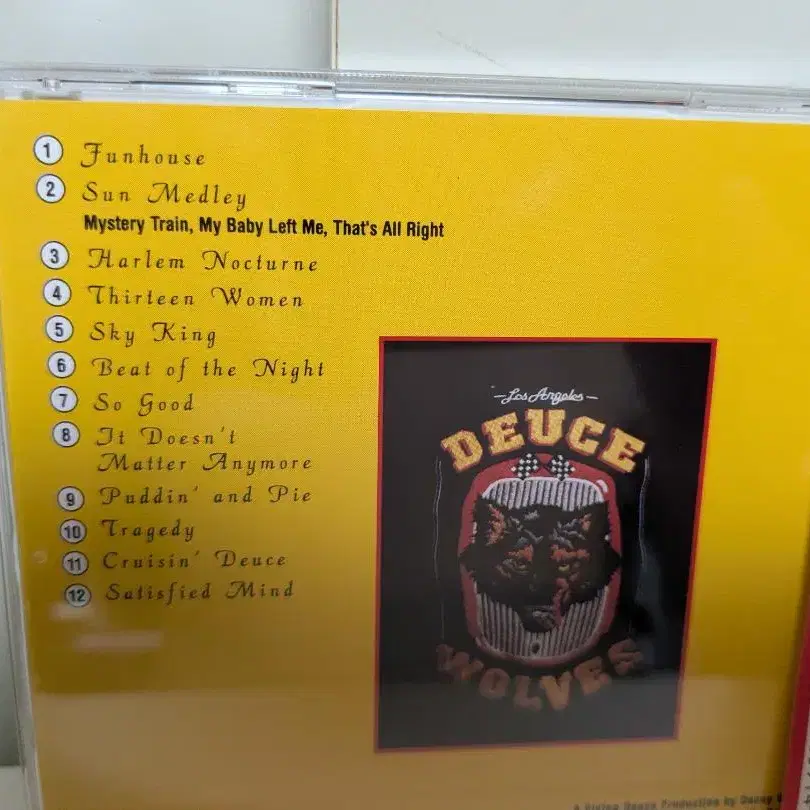 1 Funhouse
2 Sun Medley
Mystery Train, My Baby Left Me, That's All Right
3 Harlem Nocturne
4 Thirteen Women
5 Sky King
6 Beat of the Night
7 So Good
8 It Doesn't
Matter Anymore
9 Puddin' and Pie
10 Tragedy
11 Cruisin' Deuce
12 Satisfied Mind
-Los Angeles-
DEUCE
WOLVES
Production by